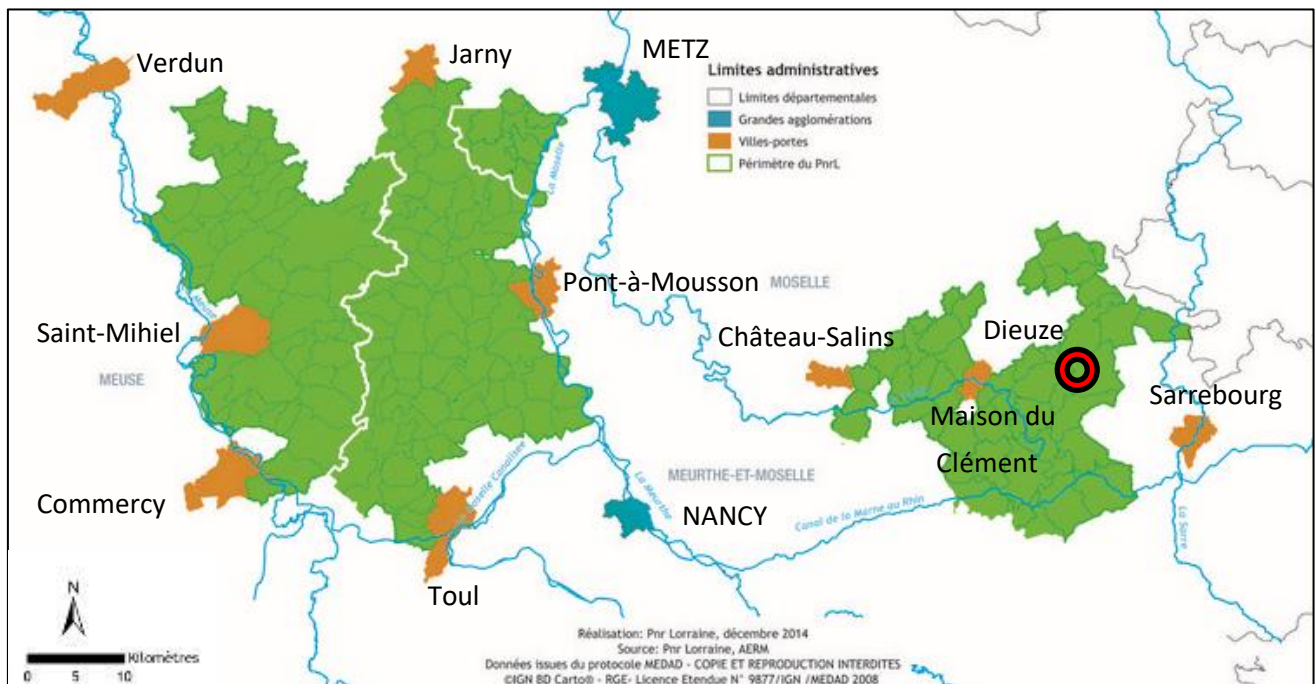 Verdun
Jarny
METZ
Limites administratives
Limites départementales
Grandes agglomérations
Villes-portes
Périmètre du PnrL
La Moselle
Pont-à-Mousson
MOSELLE
Meuse
Saint-Mihiel
MEUSE
Château-Salins
Dieuze
Sarrebourg
Maison du
Clément
Commercy
MEURTHE-ET-MOSELLE
Moselle Canalisée
La Meurthe
NANCY
Canal de la Marne au Rhin
La Sarre
Toul
N
Kilomètres
0 5 10
Réalisation: Pnr Lorraine, décembre 2014
Source: Pnr Lorraine, AERM
Données issues du protocole MEDAD - COPIE ET REPRODUCTION INTERDITES
©IGN BD Carto® - RGE- Licence Etendue N° 9877/IGN /MEDAD 2008